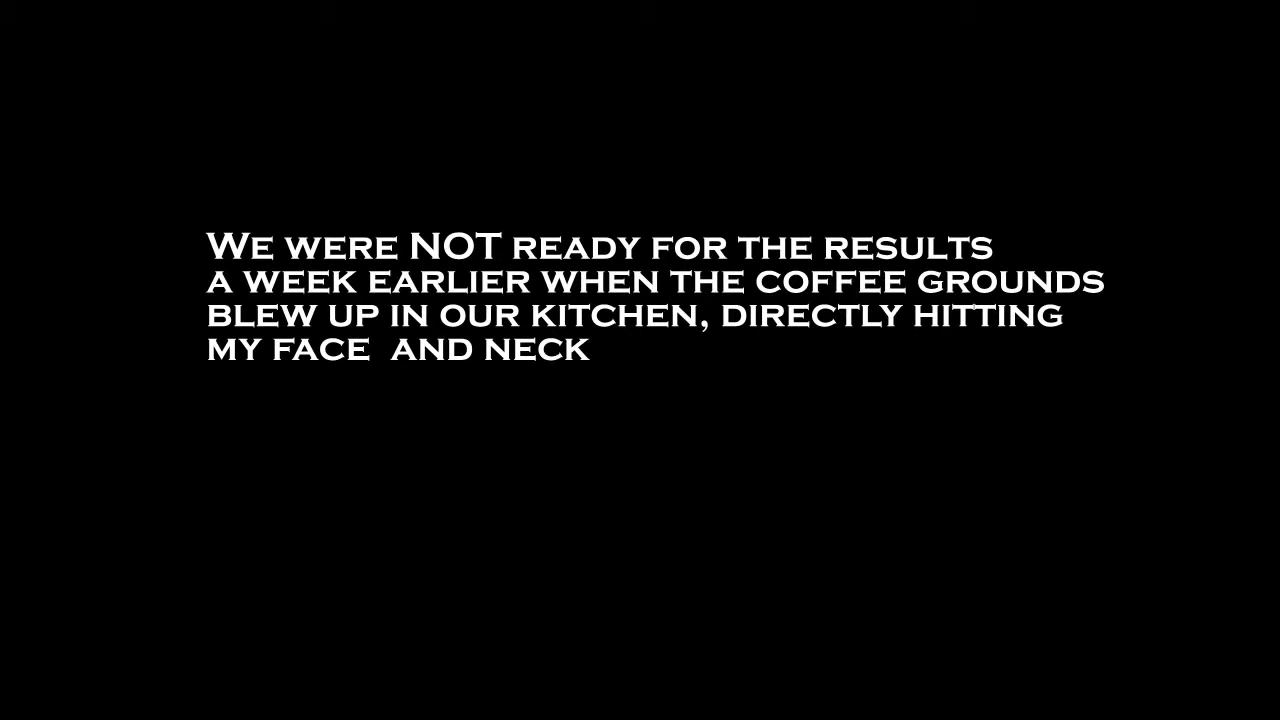 We were NOT ready for the results
a week earlier when the coffee grounds
blew up in our kitchen, directly hitting
my face  and neck